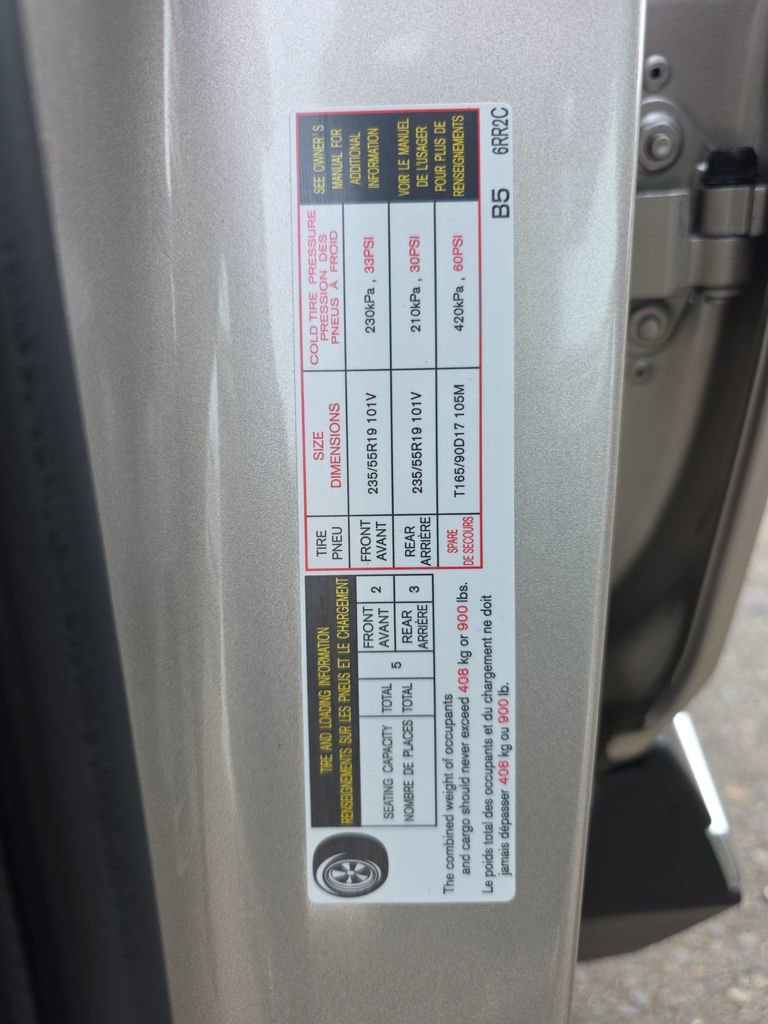 TIRE AND LOADING INFORMATION
RENSEIGNEMENTS SUR LES PNEUS ET LE CHARGEMENT
SEATING CAPACITY TOTAL 5 FRONT AVANT 2
NOMBRE DE PLACES TOTAL REAR ARRIÈRE 3
The combined weight of occupants
and cargo should never exceed 408 kg or 900 lbs.
Le poids total des occupants et du chargement ne doit
jamais dépasser 408 kg ou 900 lb.
TIRE PNEU SIZE DIMENSIONS COLD TIRE PRESSURE PRESSION DES PNEUS À FROID
FRONT AVANT 235/55R19 101V 230kPa , 33PSI
REAR ARRIÈRE 235/55R19 101V 210kPa , 30PSI
SPARE DE SECOURS T165/90D17 105M 420kPa , 60PSI
SEE OWNER'S
MANUAL FOR
ADDITIONAL
INFORMATION
VOIR LE MANUEL
DE L'USAGER
POUR PLUS DE
RENSEIGNEMENTS
B5 6RR2C